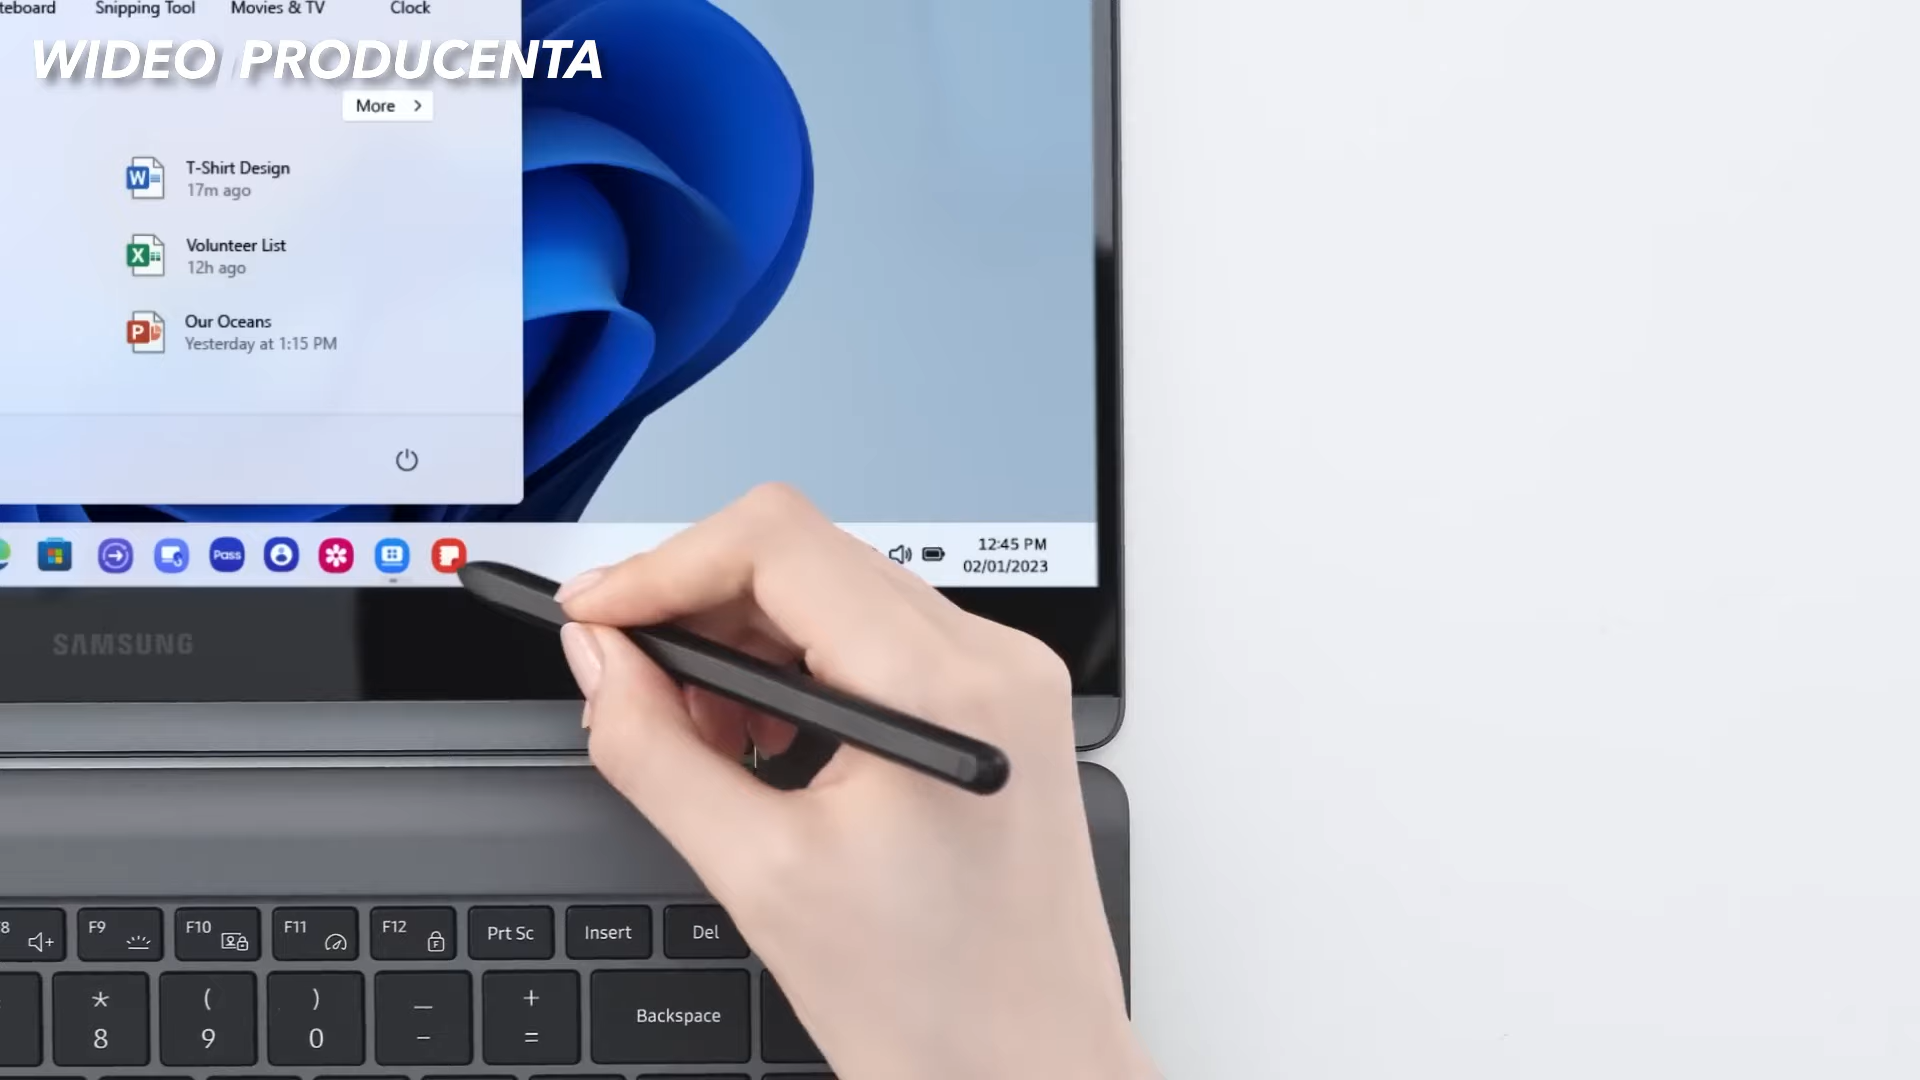 teboard
Snipping Tool
Movies & TV
Clock
WIDEO PRODUCENTA
More
T-Shirt Design
17m ago
Volunteer List
12h ago
Our Oceans
Yesterday at 1:15 PM
Pass
12:45 PM
02/01/2023
SAMSUNG
F9
F10
F11
F12
Prt Sc
Insert
Del
* 8
( 9
) 0
_ -
+ =
Backspace